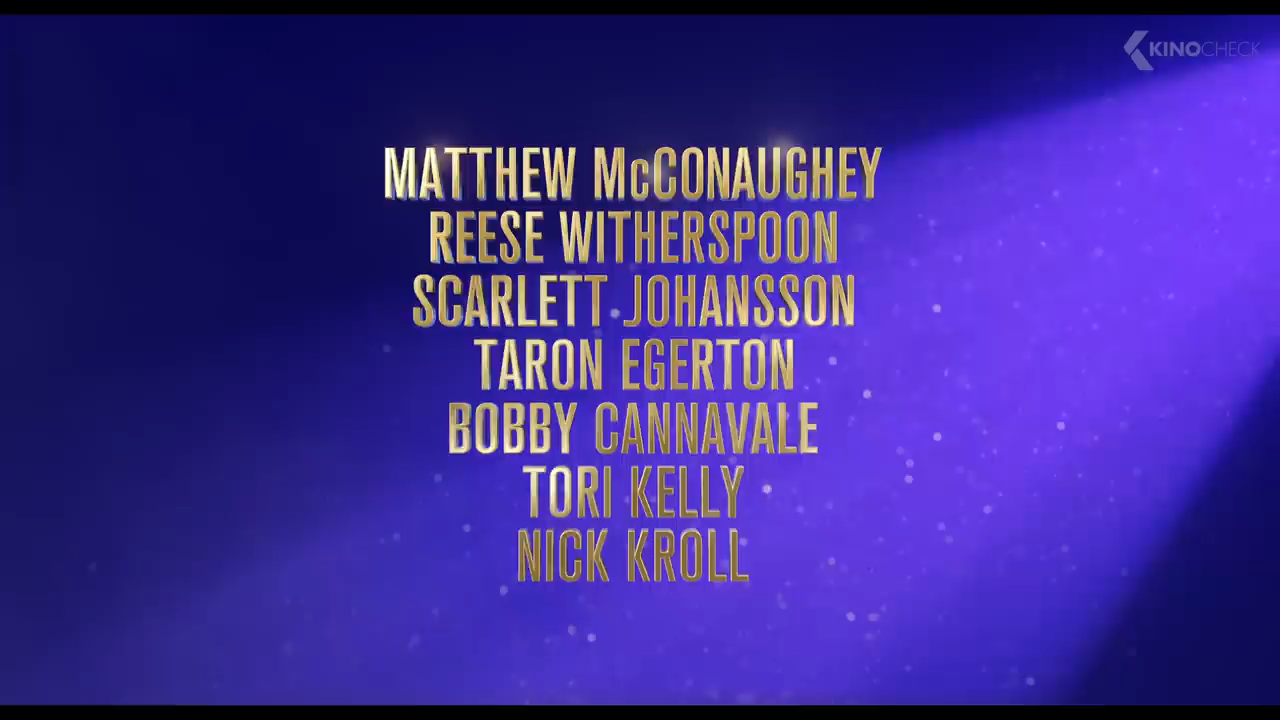 KINOCHECK
MATTHEW McCONAUGHEY
REESE WITHERSPOON
SCARLETT JOHANSSON
TARON EGERTON
BOBBY CANNAVALE
TORI KELLY
NICK KROLL